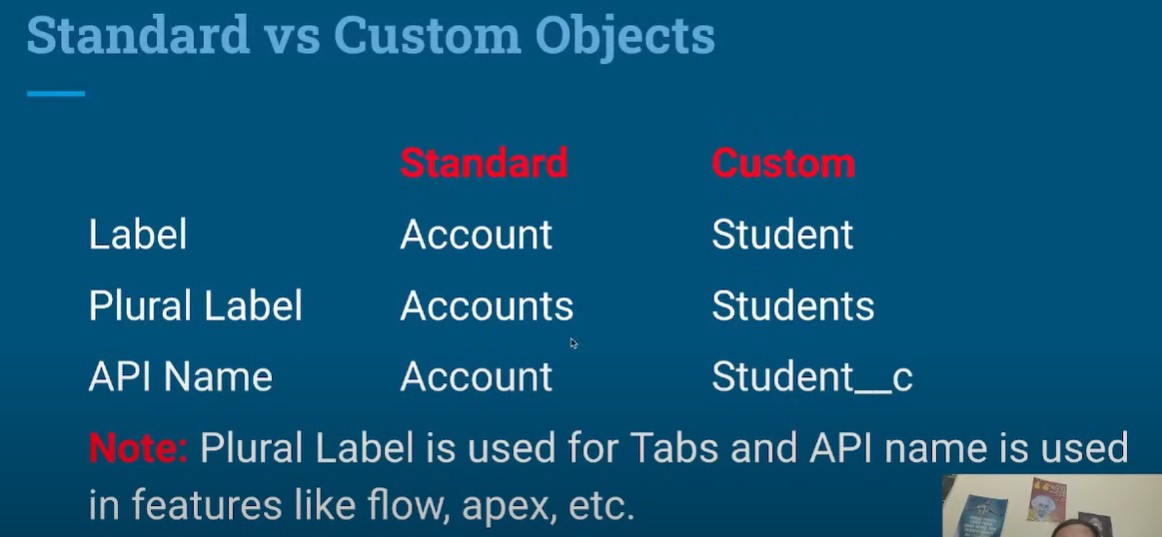 Standard vs Custom Objects
Standard Custom
Label Account Student
Plural Label Accounts Students
API Name Account Student__c
Note: Plural Label is used for Tabs and API name is used
in features like flow, apex, etc.